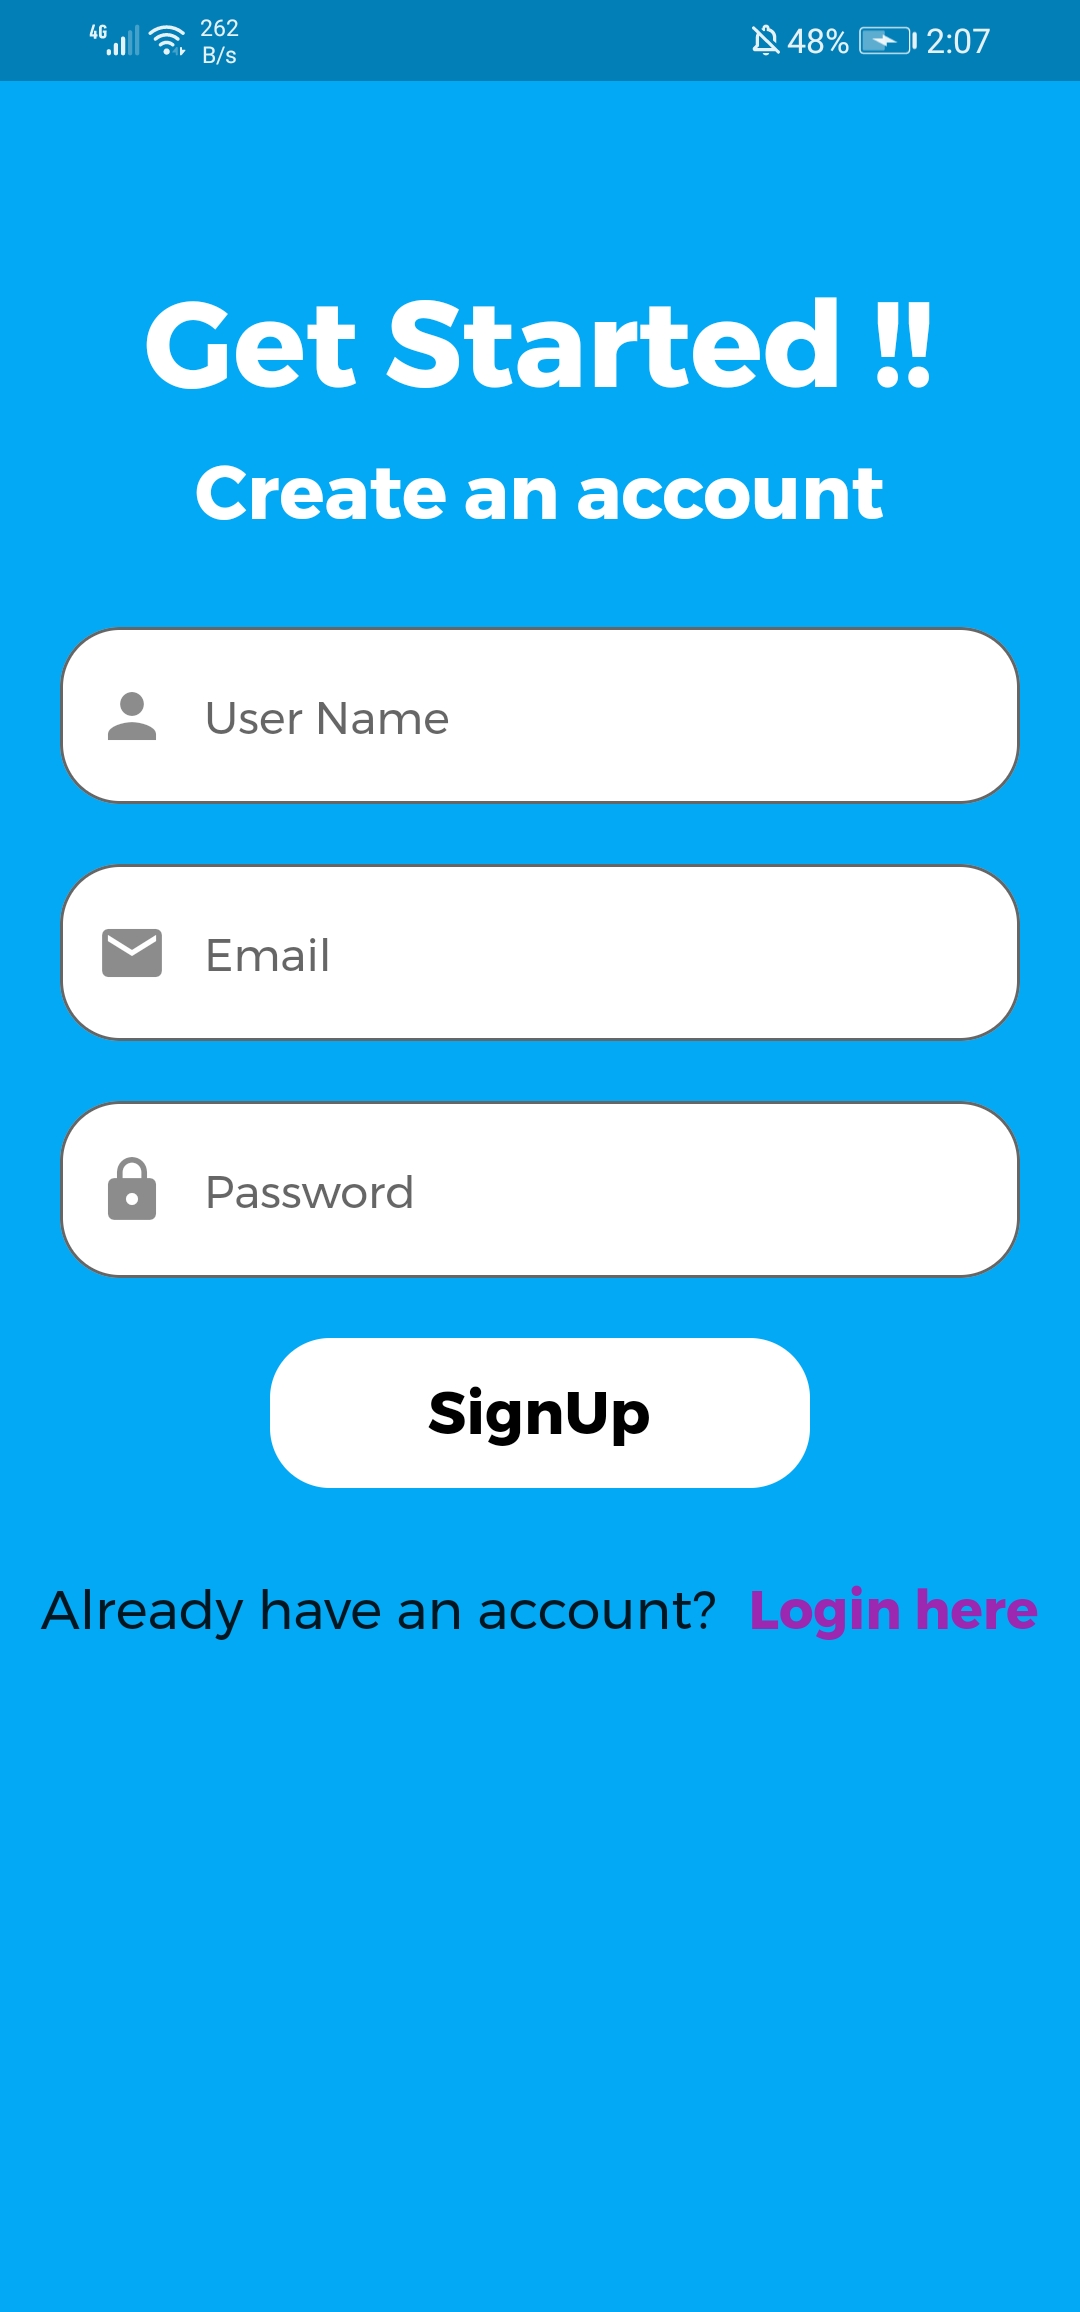 4G 262 B/s 48% 2:07
Get Started !!
Create an account
User Name
Email
Password
SignUp
Already have an account? Login here